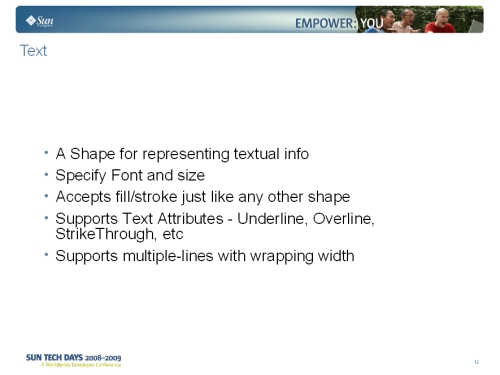 Sun
EMPOWER: YOU
Text
• A Shape for representing textual info
• Specify Font and size
• Accepts fill/stroke just like any other shape
• Supports Text Attributes - Underline, Overline,
StrikeThrough, etc
• Supports multiple-lines with wrapping width
SUN TECH DAYS 2008-2009
A Worldwide Developer Conference
12